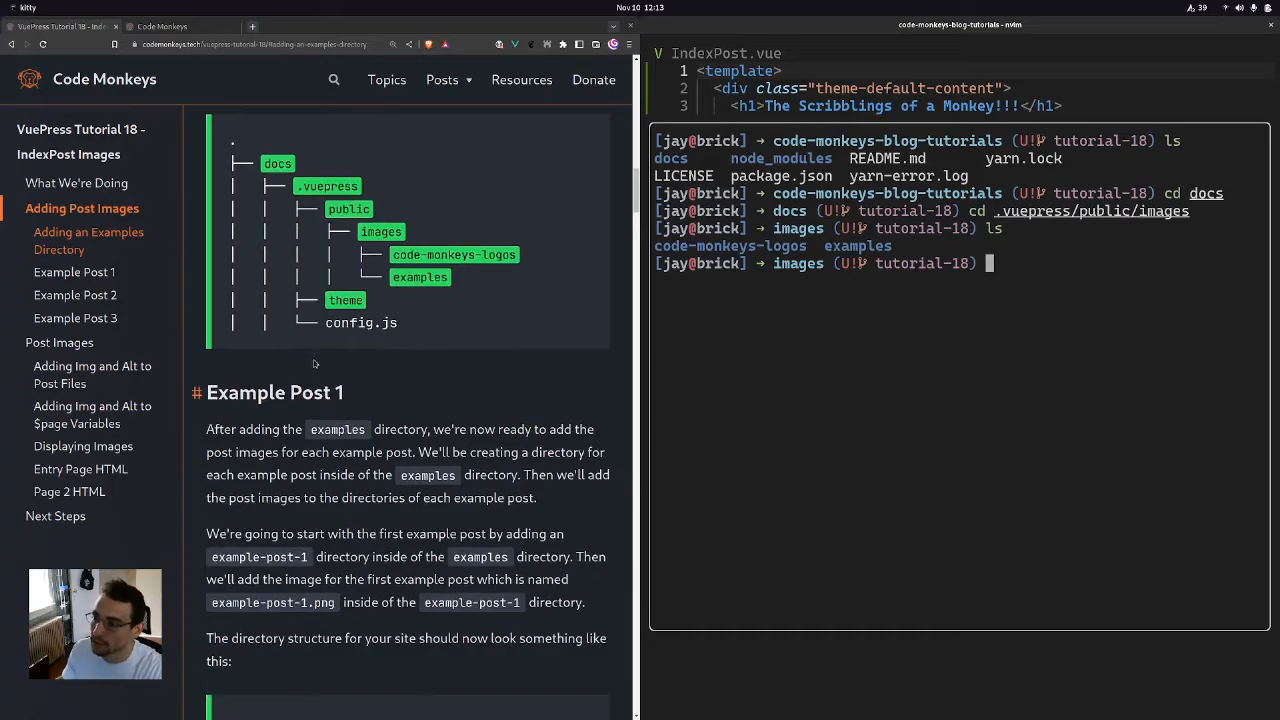 kitty
Nov 10 12:13
39
VuePress Tutorial 18 - Inde
Code Monkeys
codemonkeys.tech/vuepress-tutorial-18/#adding-an-examples-directory
Code Monkeys
Topics
Posts
Resources
Donate
VuePress Tutorial 18 -
IndexPost Images
What We're Doing
Adding Post Images
Adding an Examples
Directory
Example Post 1
Example Post 2
Example Post 3
Post Images
Adding Img and Alt to
Post Files
Adding Img and Alt to
$page Variables
Displaying Images
Entry Page HTML
Page 2 HTML
Next Steps
.
├── docs
│ ├── .vuepress
│ │ ├── public
│ │ │ ├── images
│ │ │ │ ├── code-monkeys-logos
│ │ │ │ └── examples
│ │ ├── theme
│ │ └── config.js
# Example Post 1
After adding the examples directory, we're now ready to add the
post images for each example post. We'll be creating a directory for
each example post inside of the examples directory. Then we'll add
the post images to the directories of each example post.
We're going to start with the first example post by adding an
example-post-1 directory inside of the examples directory. Then
we'll add the image for the first example post which is named
example-post-1.png inside of the example-post-1 directory.
The directory structure for your site should now look something like
this:
code-monkeys-blog-tutorials - nvim
V IndexPost.vue
1 <template>
2 <div class="theme-default-content">
3 <h1>The Scribblings of a Monkey!!!</h1>
[jay@brick] → code-monkeys-blog-tutorials (U! tutorial-18) ls
docs node_modules README.md yarn.lock
LICENSE package.json yarn-error.log
[jay@brick] → code-monkeys-blog-tutorials (U! tutorial-18) cd docs
[jay@brick] → docs (U! tutorial-18) cd .vuepress/public/images
[jay@brick] → images (U! tutorial-18) ls
code-monkeys-logos examples
[jay@brick] → images (U! tutorial-18)